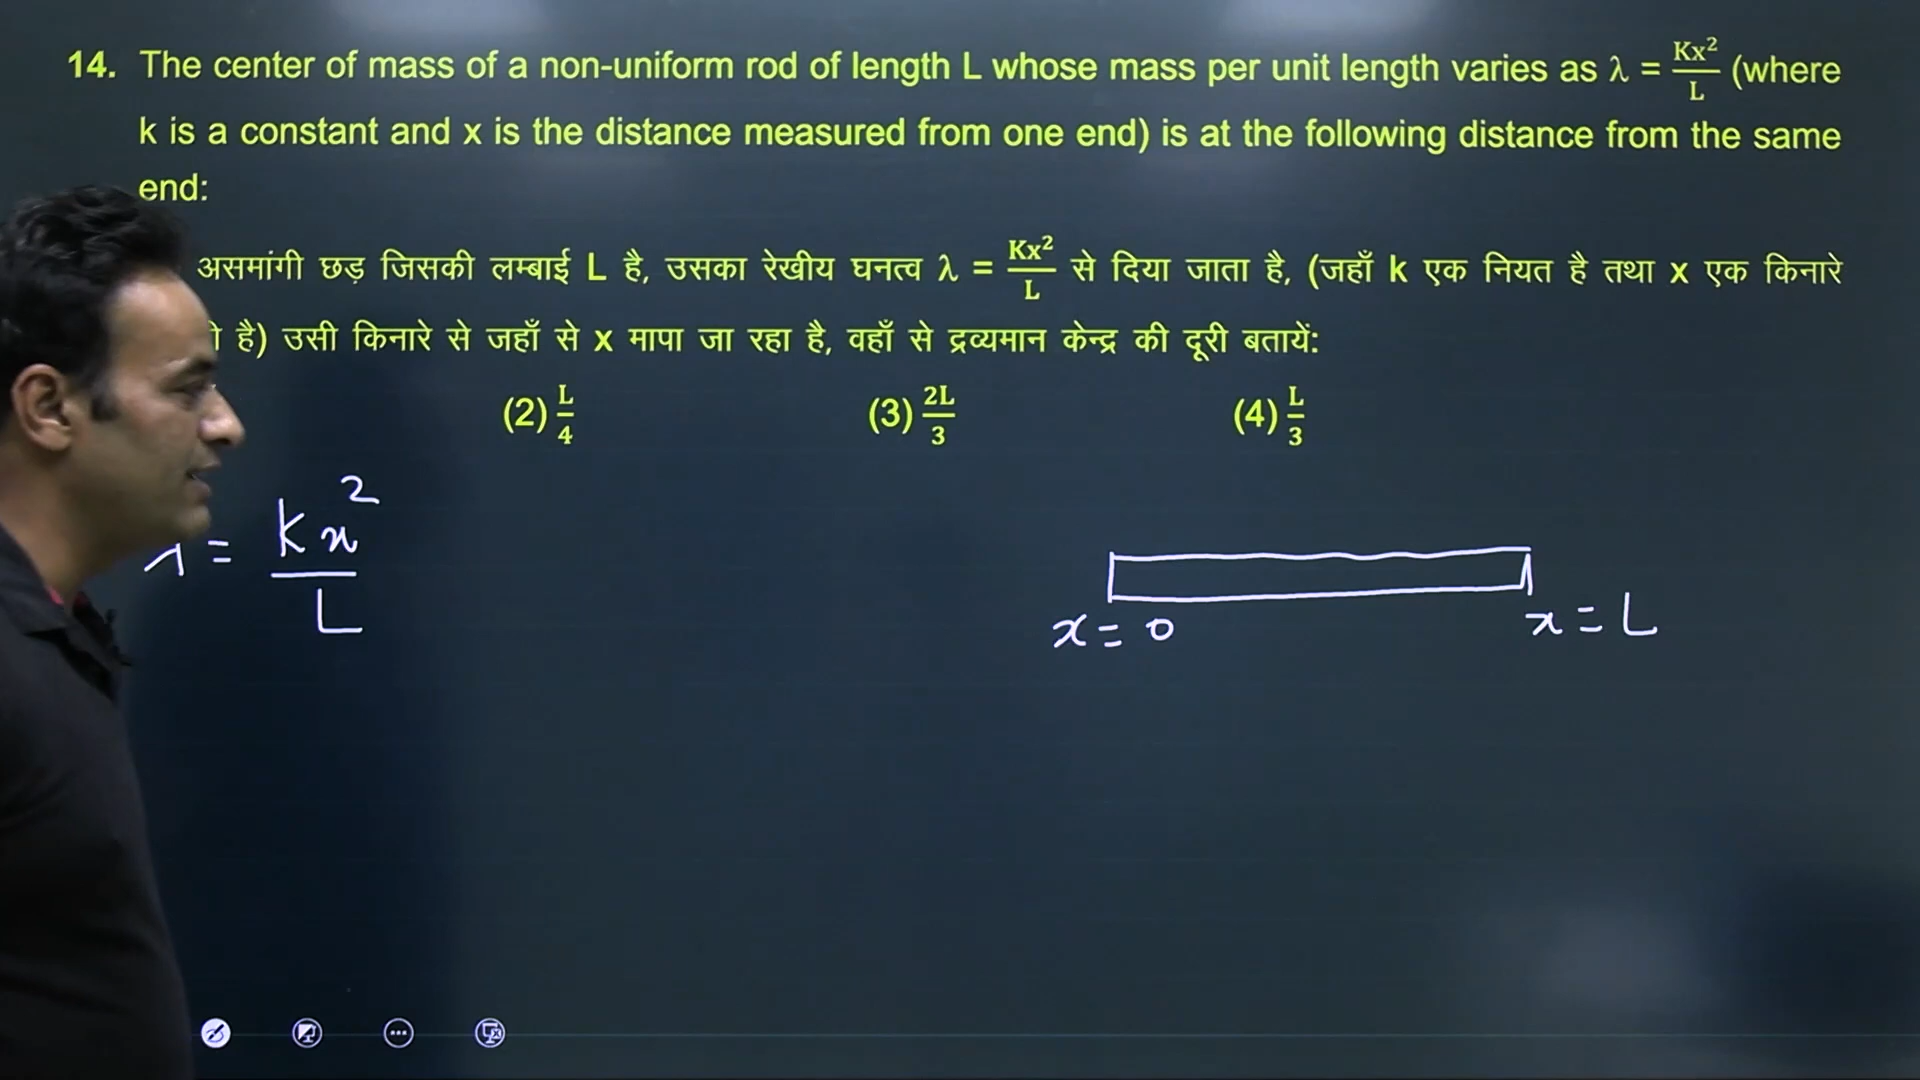 14. The center of mass of a non-uniform rod of length L whose mass per unit length varies as λ = Kx²/L (where
k is a constant and x is the distance measured from one end) is at the following distance from the same
end:
असमांगी छड़ जिसकी लम्बाई L है, उसका रेखीय घनत्व λ = Kx²/L से दिया जाता है, (जहाँ k एक नियत है तथा x एक किनारे
है) उसी किनारे से जहाँ से x मापा जा रहा है, वहाँ से द्रव्यमान केन्द्र की दूरी बतायें:
(2) L/4 (3) 2L/3 (4) L/3
λ = Kx²/L
x = 0 x = L